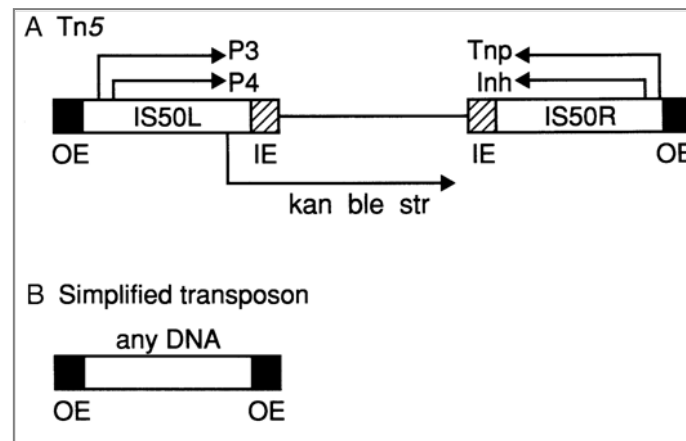 A Tn5
P3
P4
Tnp
Inh
IS50L
IS50R
OE
IE
IE
OE
kan ble str
B Simplified transposon
any DNA
OE
OE